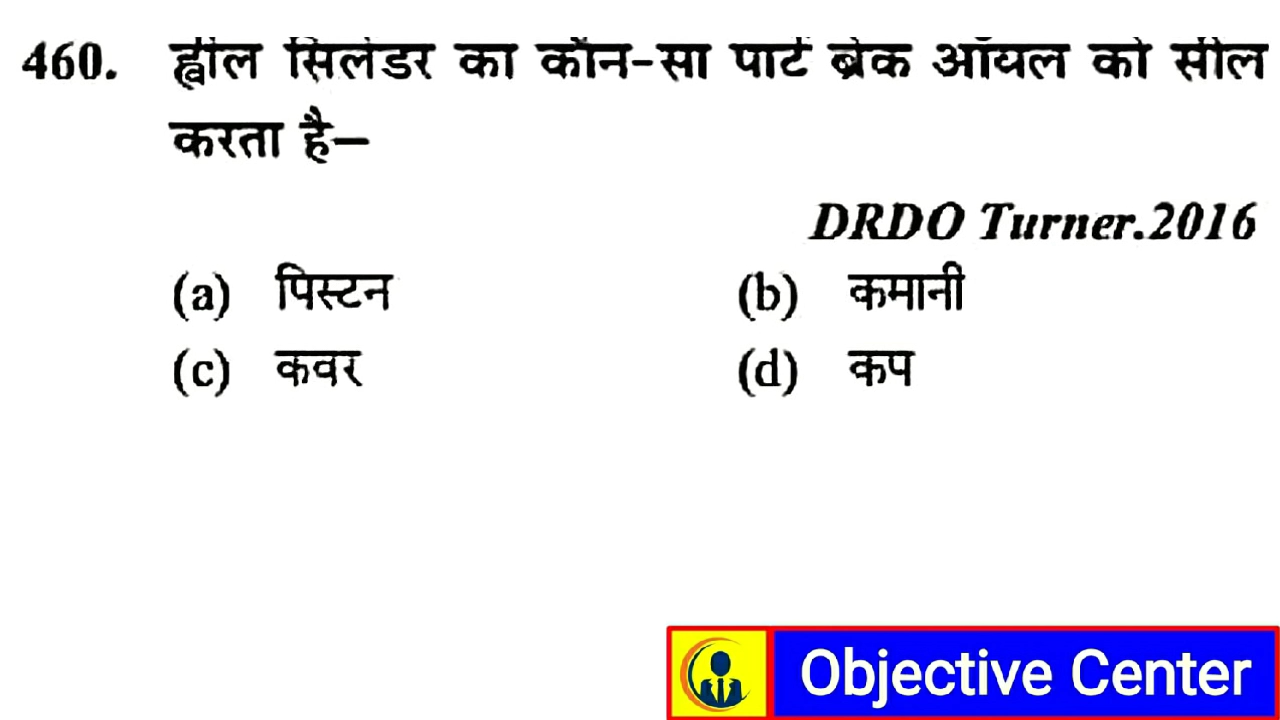 460. ह्वील सिलेंडर का कौन-सा पार्ट ब्रेक ऑयल को सील
करता है—
DRDO Turner.2016
(a) पिस्टन (b) कमानी
(c) कवर (d) कप
Objective Center